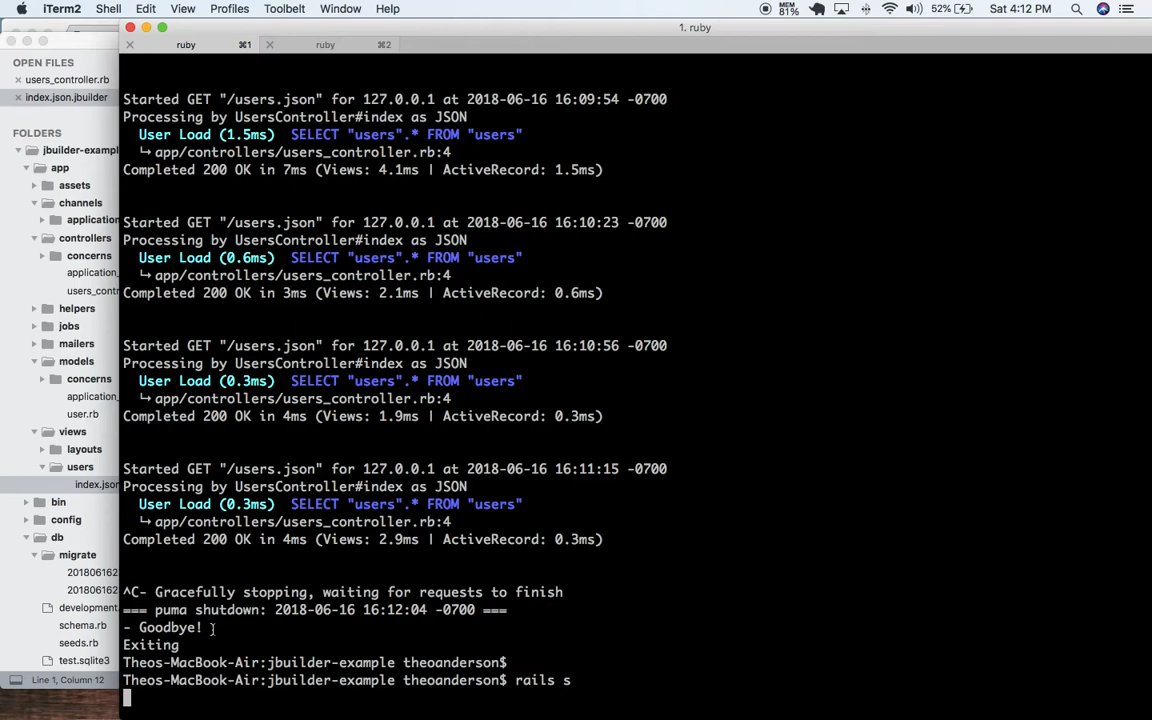 iTerm2 Shell Edit View Profiles Toolbelt Window Help MEM 81% 52% Sat 4:12 PM
1. ruby
ruby ⌘1 ruby ⌘2
OPEN FILES
users_controller.rb
index.json.jbuilder
FOLDERS
jbuilder-exampl
app
assets
channels
application
controllers
concerns
application_
users_contr
helpers
jobs
mailers
models
concerns
application_
user.rb
views
layouts
users
index.json
bin
config
db
migrate
201806162
201806162
development.
schema.rb
seeds.rb
test.sqlite3
Line 1, Column 12
Started GET "/users.json" for 127.0.0.1 at 2018-06-16 16:09:54 -0700
Processing by UsersController#index as JSON
User Load (1.5ms) SELECT "users".* FROM "users"
↳ app/controllers/users_controller.rb:4
Completed 200 OK in 7ms (Views: 4.1ms | ActiveRecord: 1.5ms)
Started GET "/users.json" for 127.0.0.1 at 2018-06-16 16:10:23 -0700
Processing by UsersController#index as JSON
User Load (0.6ms) SELECT "users".* FROM "users"
↳ app/controllers/users_controller.rb:4
Completed 200 OK in 3ms (Views: 2.1ms | ActiveRecord: 0.6ms)
Started GET "/users.json" for 127.0.0.1 at 2018-06-16 16:10:56 -0700
Processing by UsersController#index as JSON
User Load (0.3ms) SELECT "users".* FROM "users"
↳ app/controllers/users_controller.rb:4
Completed 200 OK in 4ms (Views: 1.9ms | ActiveRecord: 0.3ms)
Started GET "/users.json" for 127.0.0.1 at 2018-06-16 16:11:15 -0700
Processing by UsersController#index as JSON
User Load (0.3ms) SELECT "users".* FROM "users"
↳ app/controllers/users_controller.rb:4
Completed 200 OK in 4ms (Views: 2.9ms | ActiveRecord: 0.3ms)
^C- Gracefully stopping, waiting for requests to finish
=== puma shutdown: 2018-06-16 16:12:04 -0700 ===
- Goodbye!
Exiting
Theos-MacBook-Air:jbuilder-example theoanderson$
Theos-MacBook-Air:jbuilder-example theoanderson$ rails s